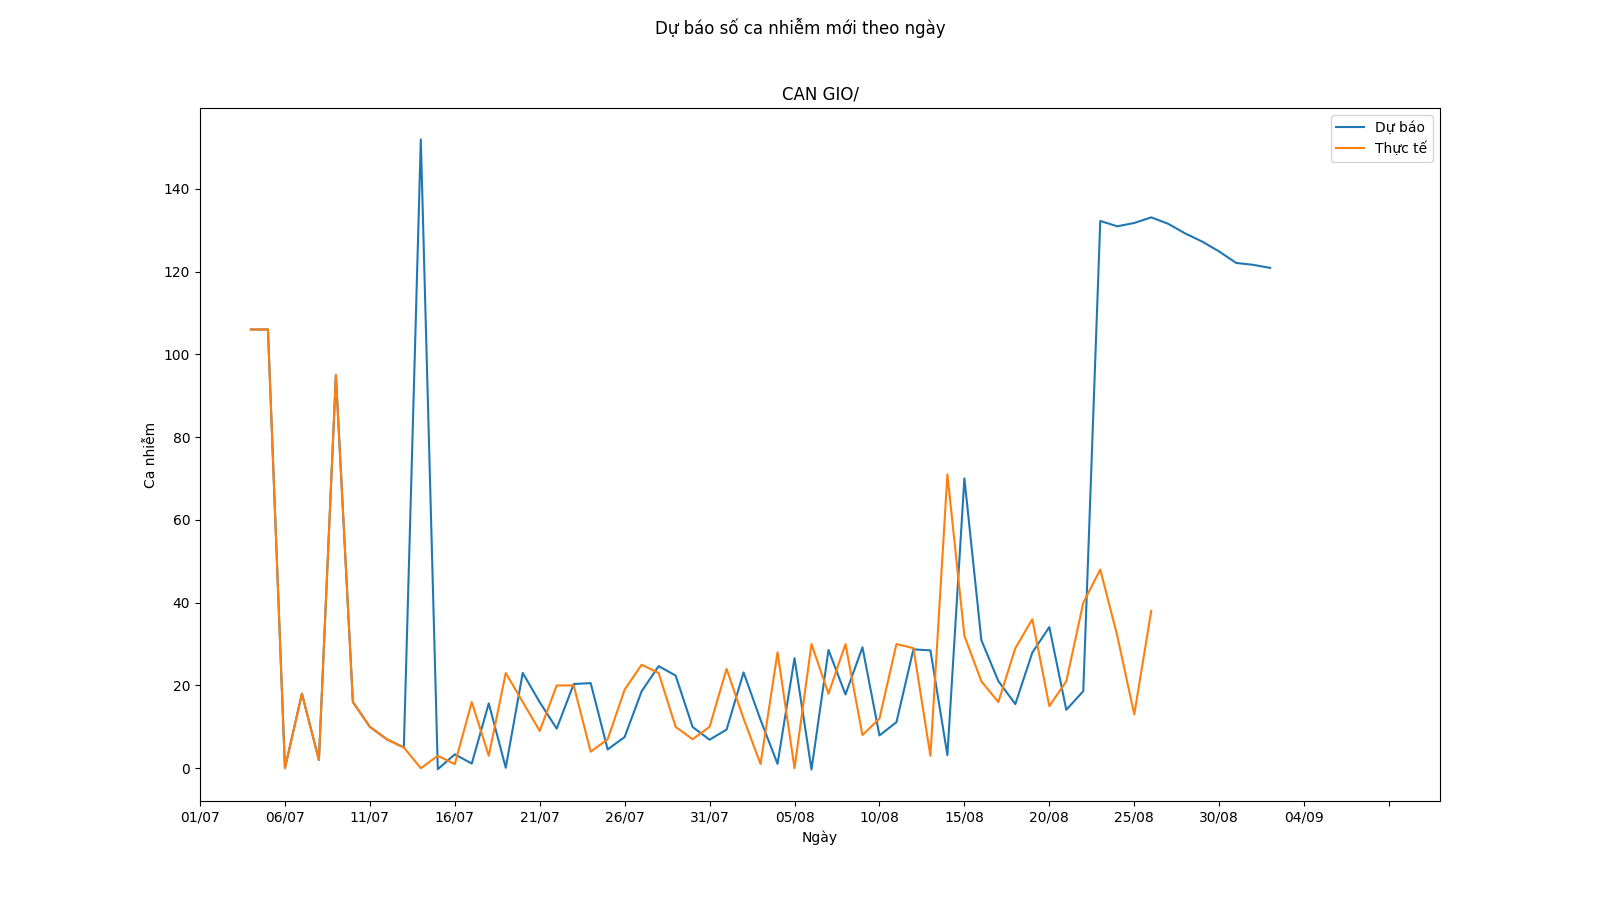 Dự báo số ca nhiễm mới theo ngày
CAN GIO/
Dự báo
Thực tế
Ca nhiễm
140
120
100
80
60
40
20
0
01/07 06/07 11/07 16/07 21/07 26/07 31/07 05/08 10/08 15/08 20/08 25/08 30/08 04/09
Ngày